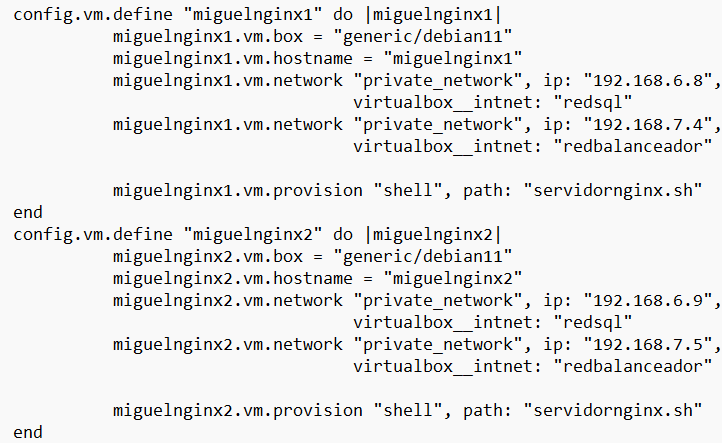 config.vm.define "miguelnginx1" do |miguelnginx1|
miguelnginx1.vm.box = "generic/debian11"
miguelnginx1.vm.hostname = "miguelnginx1"
miguelnginx1.vm.network "private_network", ip: "192.168.6.8",
virtualbox__intnet: "redsql"
miguelnginx1.vm.network "private_network", ip: "192.168.7.4",
virtualbox__intnet: "redbalanceador"
miguelnginx1.vm.provision "shell", path: "servidornginx.sh"
end
config.vm.define "miguelnginx2" do |miguelnginx2|
miguelnginx2.vm.box = "generic/debian11"
miguelnginx2.vm.hostname = "miguelnginx2"
miguelnginx2.vm.network "private_network", ip: "192.168.6.9",
virtualbox__intnet: "redsql"
miguelnginx2.vm.network "private_network", ip: "192.168.7.5",
virtualbox__intnet: "redbalanceador"
miguelnginx2.vm.provision "shell", path: "servidornginx.sh"
end